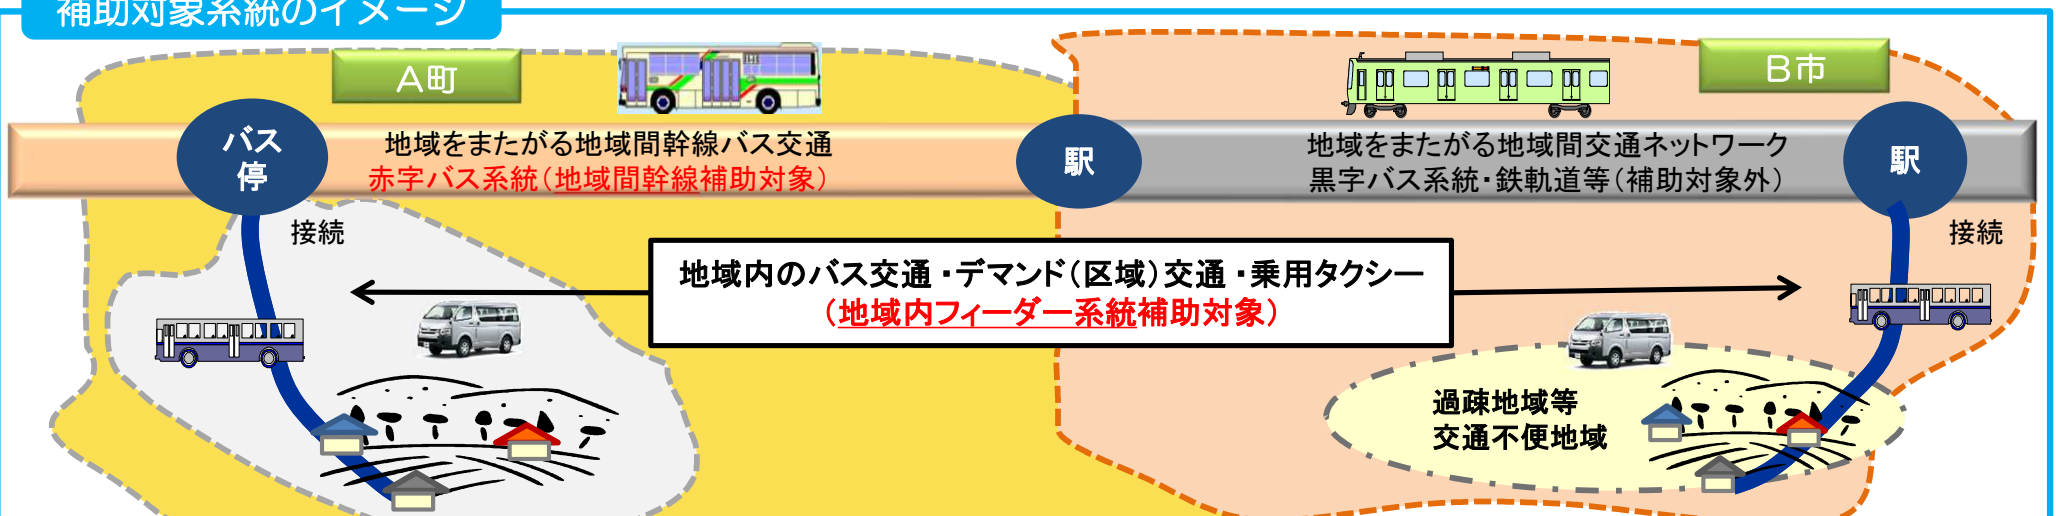 補助対象系統のイメージ
A町
B市
バス
停
地域をまたがる地域間幹線バス交通
赤字バス系統（地域間幹線補助対象）
駅
地域をまたがる地域間交通ネットワーク
黒字バス系統・鉄軌道等（補助対象外）
駅
接続
接続
地域内のバス交通・デマンド（区域）交通・乗用タクシー
（地域内フィーダー系統補助対象）
過疎地域等
交通不便地域